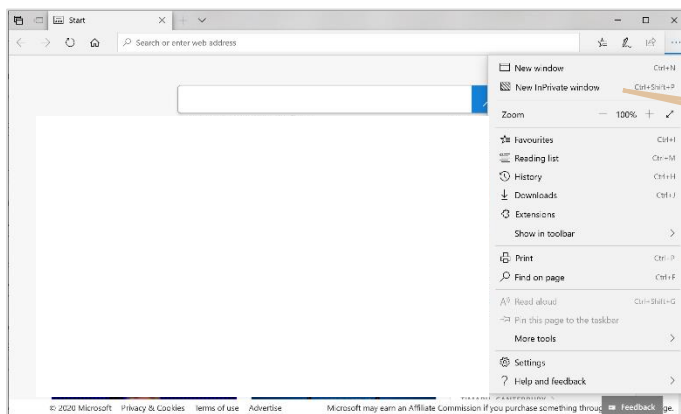 Start
Search or enter web address
New window Ctrl+N
New InPrivate window Ctrl+Shift+P
Zoom 100%
Favourites Ctrl+I
Reading list Ctrl+M
History Ctrl+H
Downloads Ctrl+J
Extensions
Show in toolbar
Print Ctrl+P
Find on page Ctrl+F
Read aloud Ctrl+Shift+G
Pin this page to the taskbar
More tools
Settings
? Help and feedback
© 2020 Microsoft Privacy & Cookies Terms of use Advertise Microsoft may earn an Affiliate Commission if you purchase something throug Feedback ge.